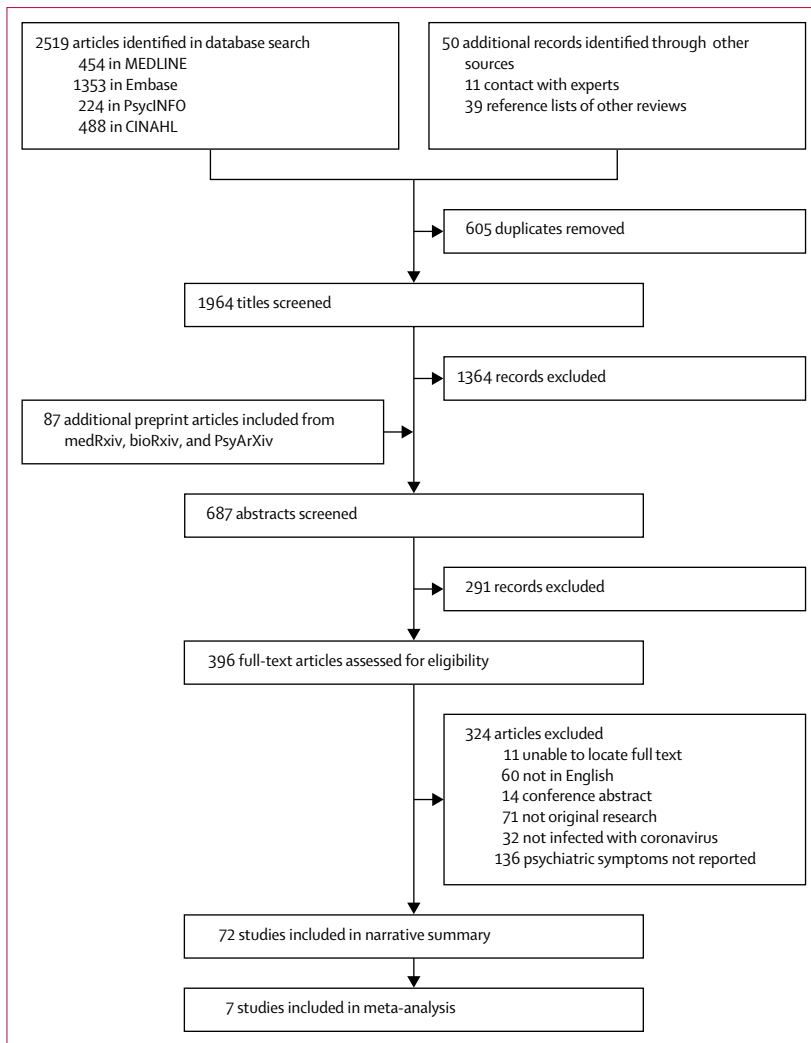 2519 articles identified in database search
454 in MEDLINE
1353 in Embase
224 in PsycINFO
488 in CINAHL
50 additional records identified through other
sources
11 contact with experts
39 reference lists of other reviews
605 duplicates removed
1964 titles screened
1364 records excluded
87 additional preprint articles included from
medRxiv, bioRxiv, and PsyArXiv
687 abstracts screened
291 records excluded
396 full-text articles assessed for eligibility
324 articles excluded
11 unable to locate full text
60 not in English
14 conference abstract
71 not original research
32 not infected with coronavirus
136 psychiatric symptoms not reported
72 studies included in narrative summary
7 studies included in meta-analysis